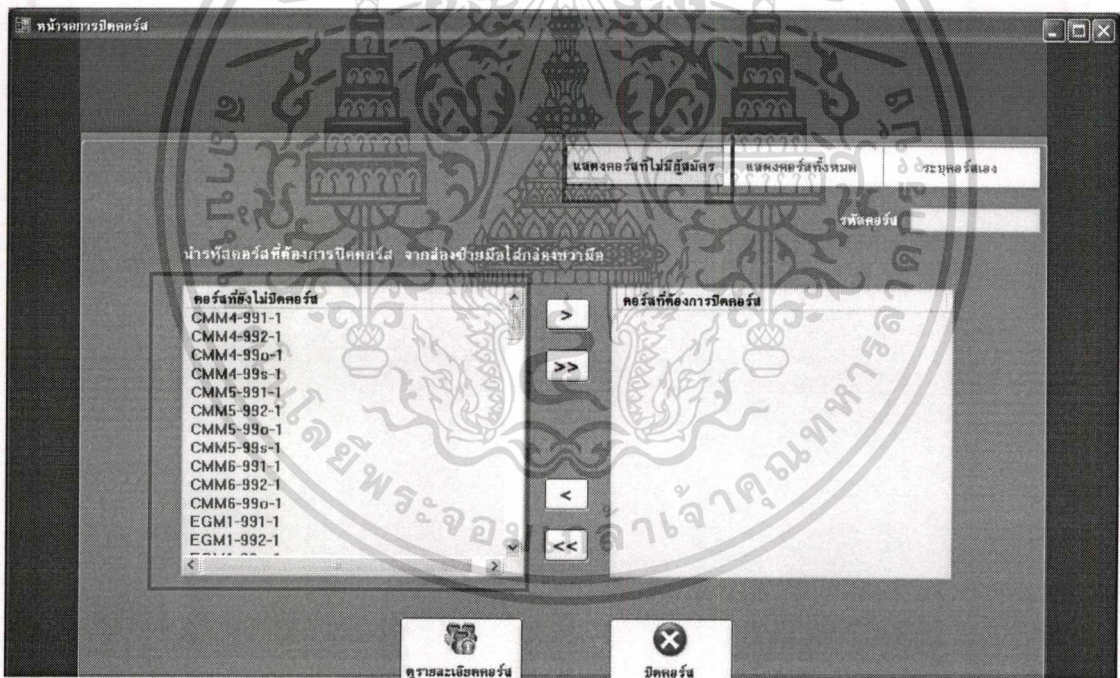 หน้าจอการปิดคอร์ส
แสดงคอร์สที่ไม่มีผู้สมัคร
แสดงคอร์สทั้งหมด
ระบุคอร์สเอง
รหัสคอร์ส
นำรหัสคอร์สที่ต้องการปิดคอร์ส จากล่องซ้ายมือใส่กล่องขวามือ
คอร์สที่ยังไม่ปิดคอร์ส
CMM4-991-1
CMM4-992-1
CMM4-99o-1
CMM4-99s-1
CMM5-991-1
CMM5-992-1
CMM5-99o-1
CMM5-99s-1
CMM6-991-1
CMM6-992-1
CMM6-99o-1
EGM1-991-1
EGM1-992-1
>
>>
<
<<
คอร์สที่ต้องการปิดคอร์ส
ดูรายละเอียดคอร์ส
ปิดคอร์ส